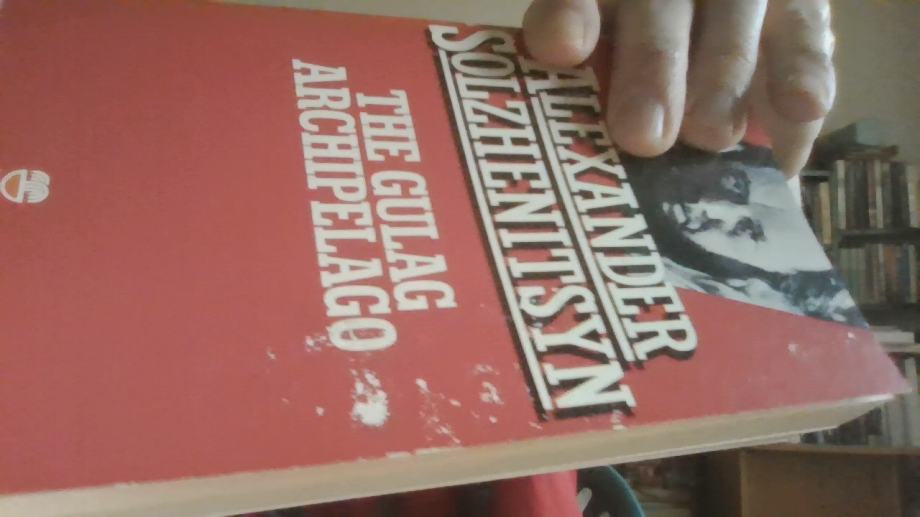 ALEXANDER
SOLZHENITSYN
THE GULAG
ARCHIPELAGO